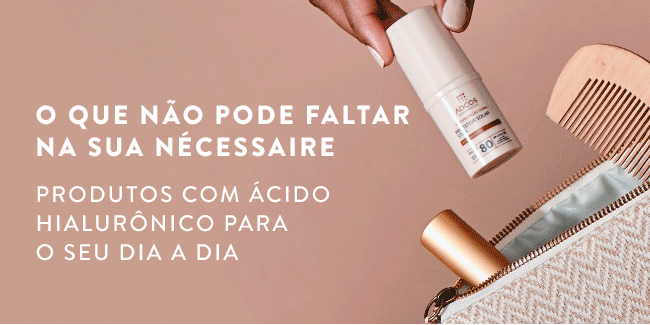 O QUE NÃO PODE FALTAR
NA SUA NÉCESSAIRE
PRODUTOS COM ÁCIDO
HIALURÔNICO PARA
O SEU DIA A DIA
ADCOS
80